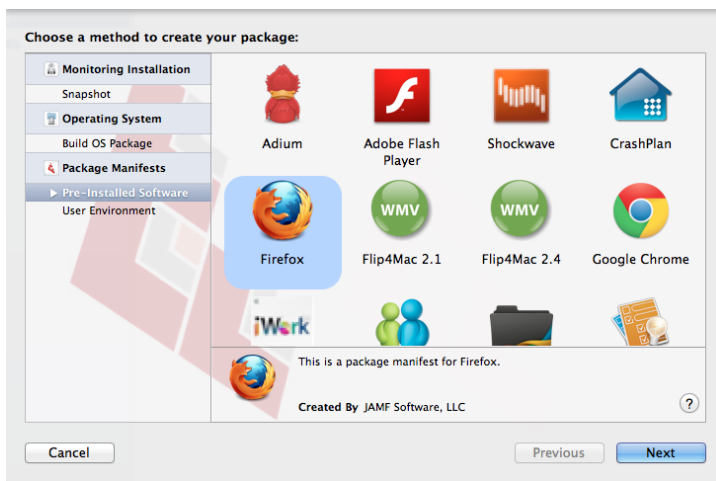 Choose a method to create your package:
Monitoring Installation
Snapshot
Operating System
Build OS Package
Package Manifests
Pre-Installed Software
User Environment
Adium
Adobe Flash
Player
Shockwave
CrashPlan
WMV
WMV
Firefox
Flip4Mac 2.1
Flip4Mac 2.4
Google Chrome
iWork
This is a package manifest for Firefox.
Created By JAMF Software, LLC
?
Cancel
Previous
Next